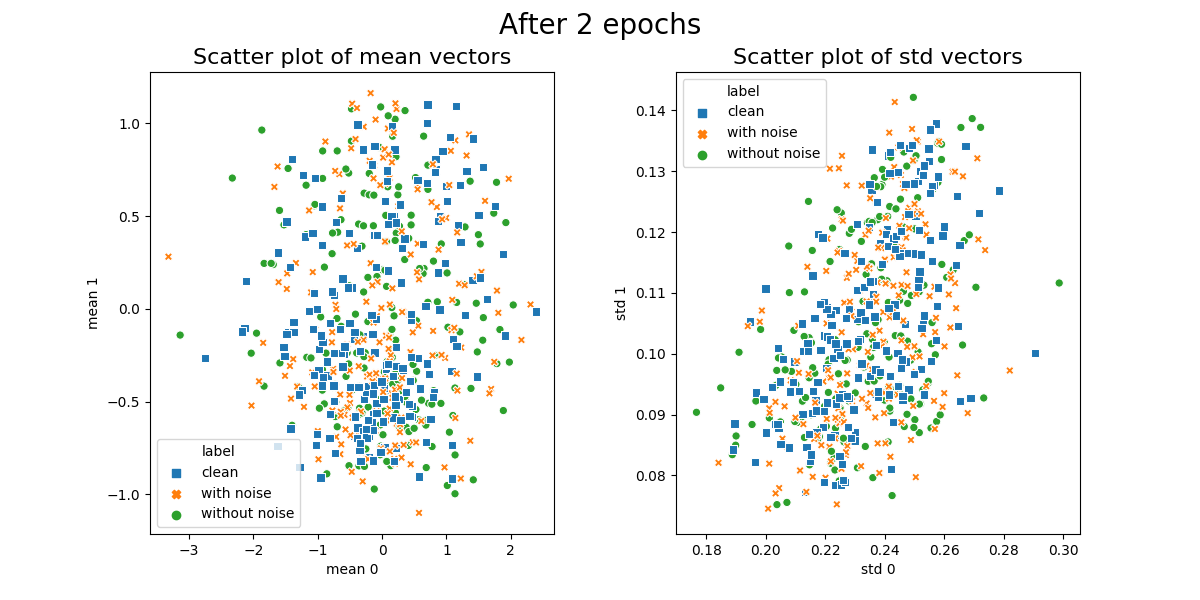 After 2 epochs
Scatter plot of mean vectors
mean 1
1.0
0.5
0.0
−0.5
−1.0
label
clean
with noise
without noise
−3
−2
−1
0
1
2
mean 0
Scatter plot of std vectors
std 1
0.14
0.13
0.12
0.11
0.10
0.09
0.08
label
clean
with noise
without noise
0.18
0.20
0.22
0.24
0.26
0.28
0.30
std 0